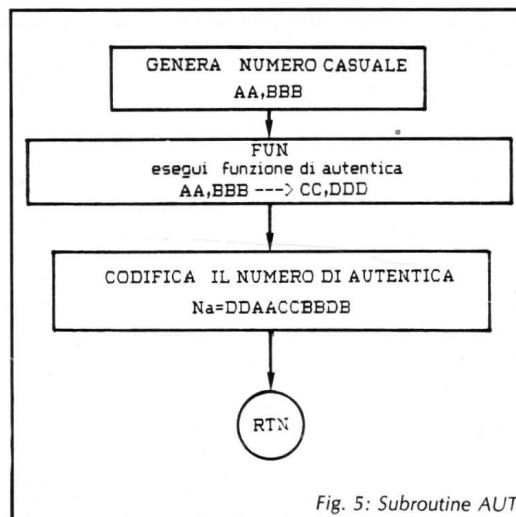 GENERA NUMERO CASUALE
AA,BBB
FUN
esegui funzione di autentica
AA,BBB ---> CC,DDD
CODIFICA IL NUMERO DI AUTENTICA
Na=DDAACCBBDB
RTN
Fig. 5: Subroutine AUT